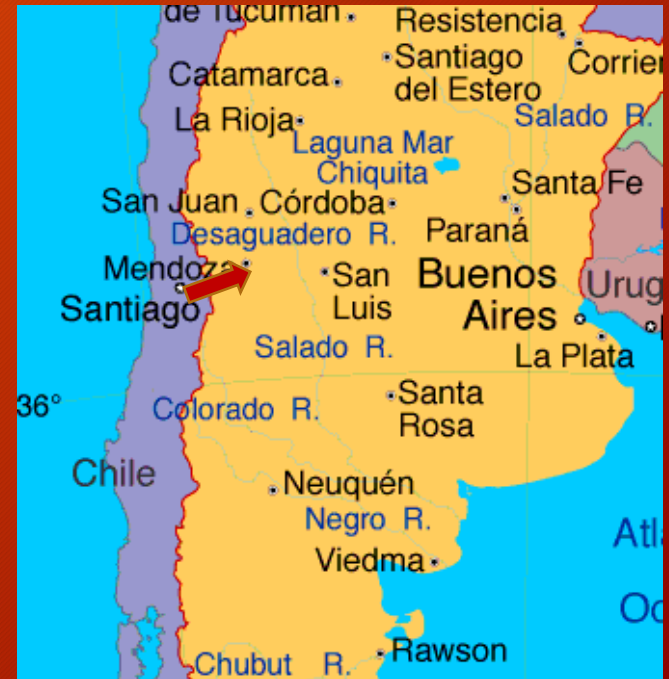 de Tucumán
Resistencia
Santiago
del Estero
Corrier
Catamarca
La Rioja
Salado R.
Laguna Mar
Chiquita
San Juan
Córdoba
Santa Fe
Desaguadero R.
Paraná
Mendoza
San
Luis
Buenos
Aires
Urug
Santiago
Salado R.
La Plata
36°
Colorado R.
Santa
Rosa
Chile
Neuquén
Negro R.
Atl
Viedma
Oc
Rawson
Chubut R.